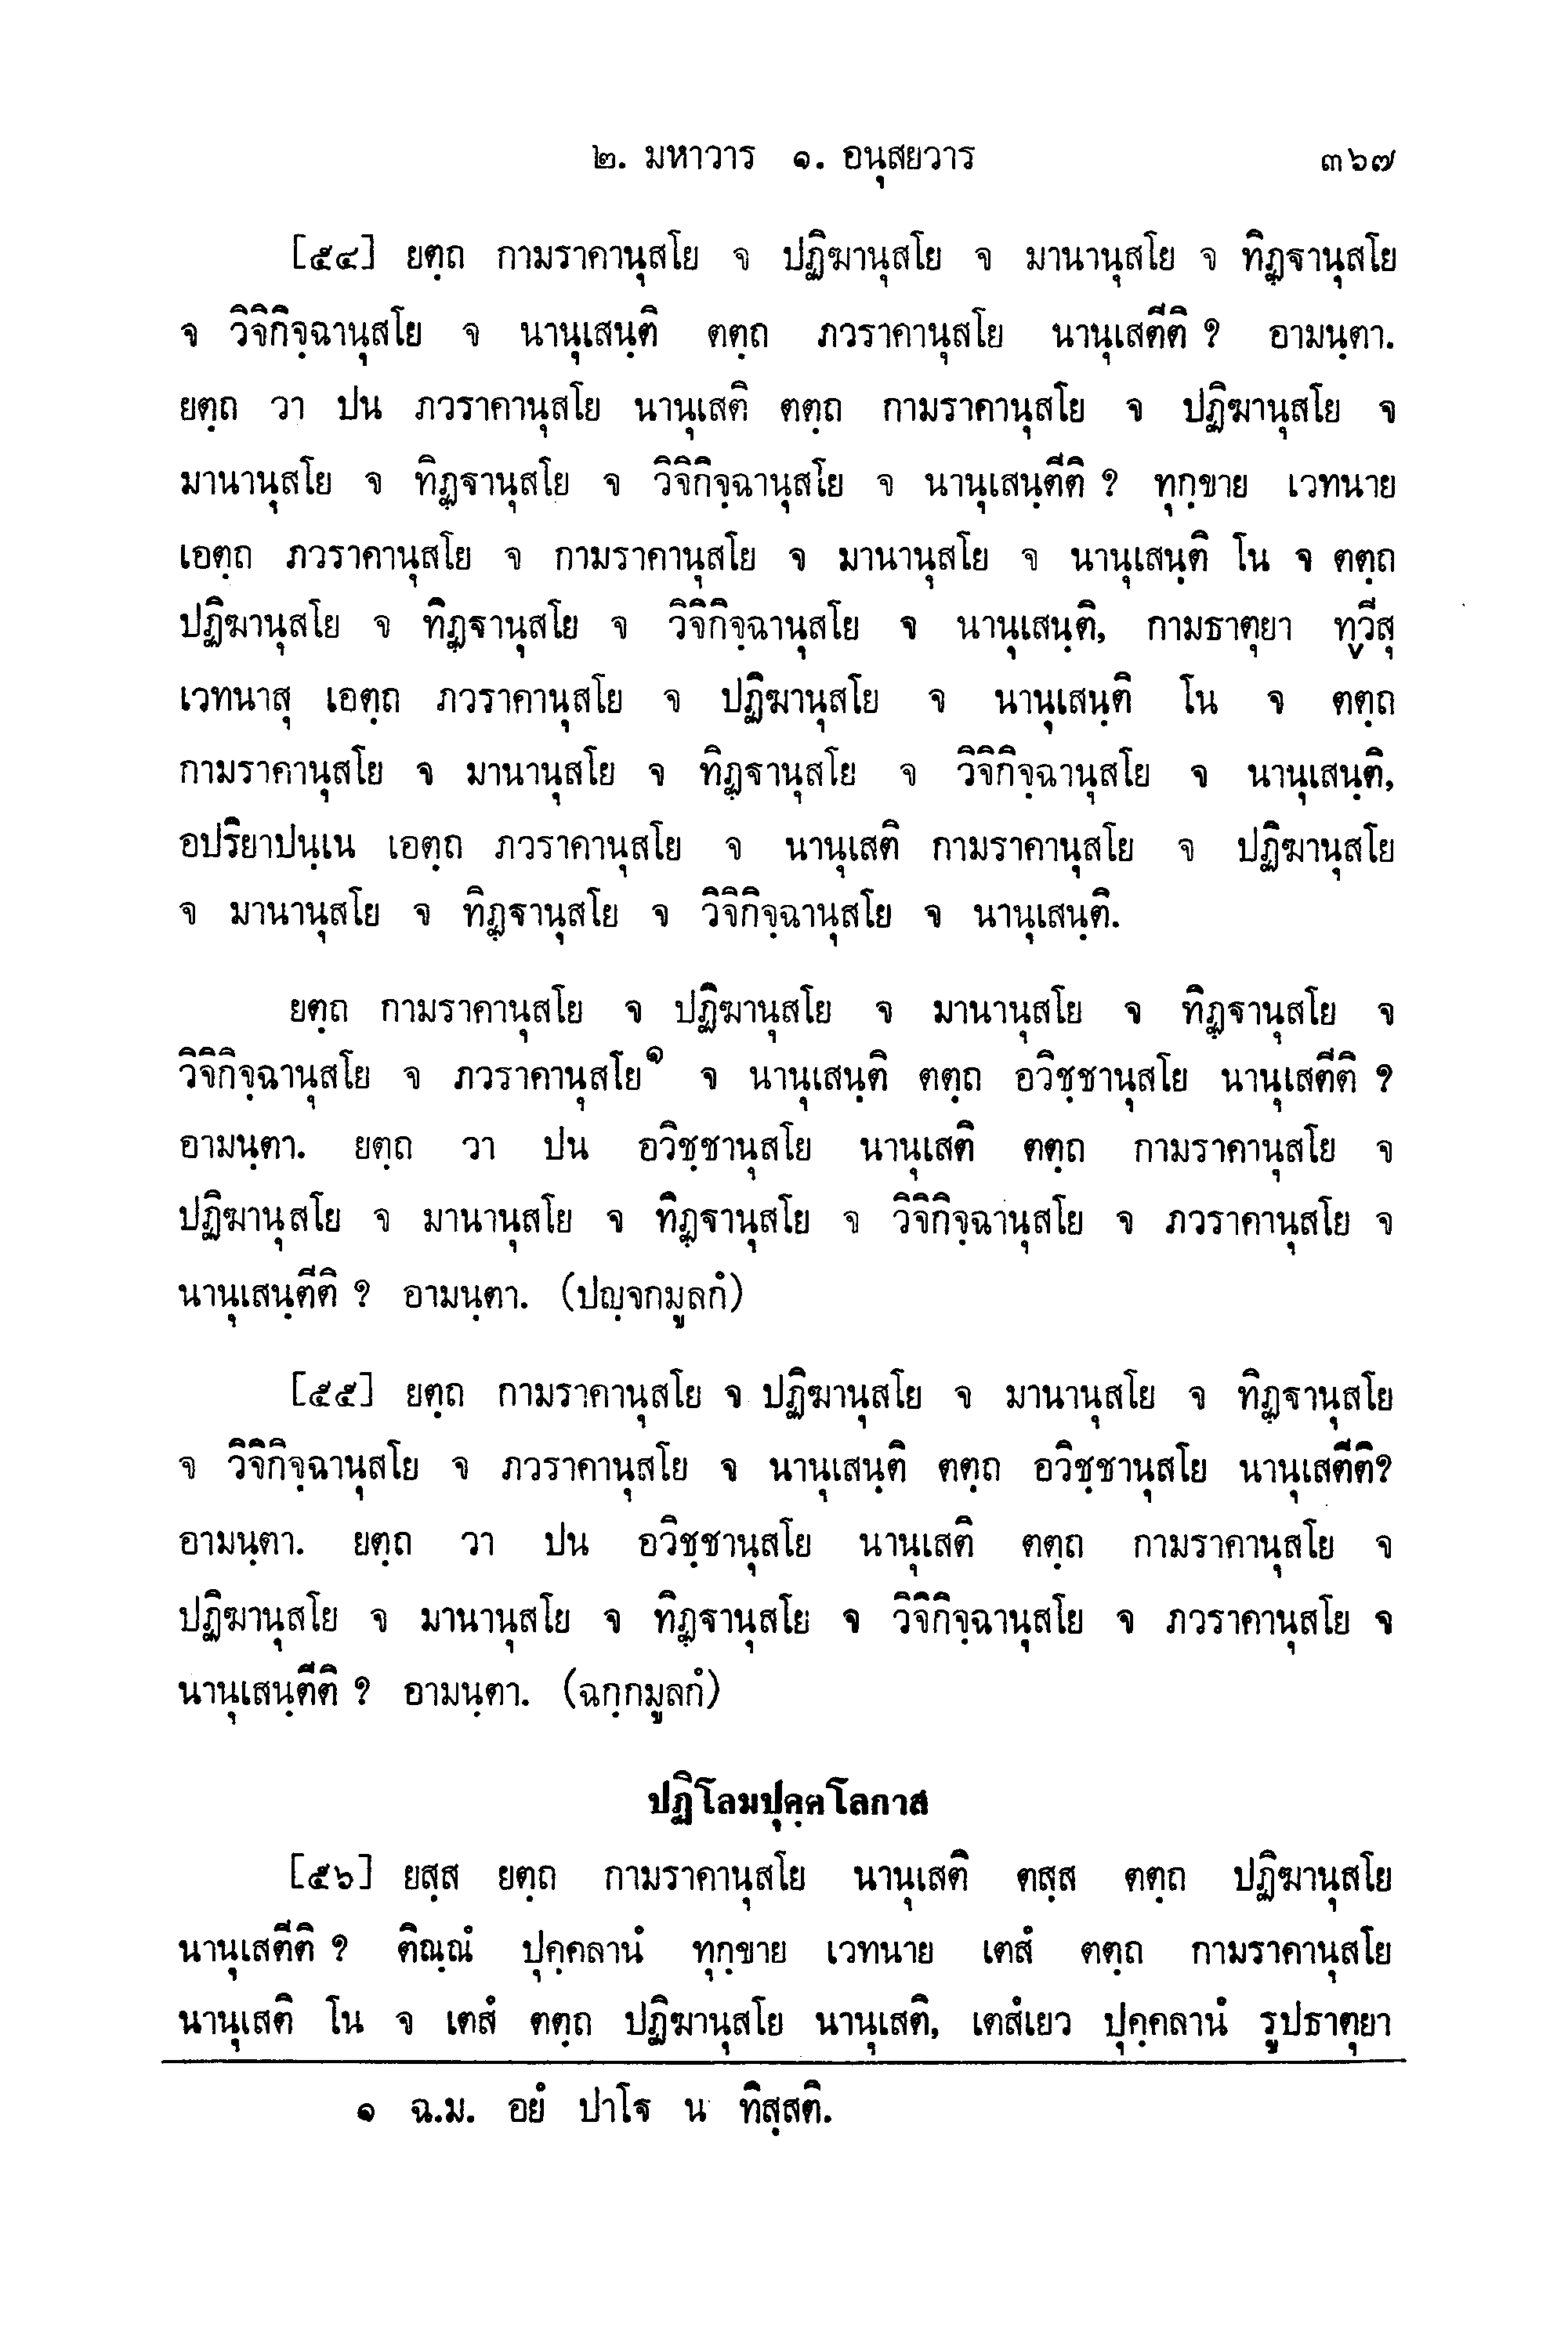 ๒. มหาวาร ๑. อนุสยวาร ๓๖๗
[๕๔] ยตฺถ กามราคานุสโย จ ปฏิฆานุสโย จ มานานุสโย จ ทิฏฺฐานุสโย
จ วิจิกิจฺฉานุสโย จ นานุเสนฺติ ตตฺถ ภวราคานุสโย นานุเสตีติ ? อามนฺตา.
ยตฺถ วา ปน ภวราคานุสโย นานุเสติ ตตฺถ กามราคานุสโย จ ปฏิฆานุสโย จ
มานานุสโย จ ทิฏฺฐานุสโย จ วิจิกิจฺฉานุสโย จ นานุเสนฺตีติ ? ทุกฺขาย เวทนาย
เอตฺถ ภวราคานุสโย จ กามราคานุสโย จ มานานุสโย จ นานุเสนฺติ โน จ ตตฺถ
ปฏิฆานุสโย จ ทิฏฺฐานุสโย จ วิจิกิจฺฉานุสโย จ นานุเสนฺติ, กามธาตุยา ทฺวีสุ
เวทนาสุ เอตฺถ ภวราคานุสโย จ ปฏิฆานุสโย จ นานุเสนฺติ โน จ ตตฺถ
กามราคานุสโย จ มานานุสโย จ ทิฏฺฐานุสโย จ วิจิกิจฺฉานุสโย จ นานุเสนฺติ,
อปริยาปนฺเน เอตฺถ ภวราคานุสโย จ นานุเสติ กามราคานุสโย จ ปฏิฆานุสโย
จ มานานุสโย จ ทิฏฺฐานุสโย จ วิจิกิจฺฉานุสโย จ นานุเสนฺติ.
ยตฺถ กามราคานุสโย จ ปฏิฆานุสโย จ มานานุสโย จ ทิฏฺฐานุสโย จ
วิจิกิจฺฉานุสโย จ ภวราคานุสโย๑ จ นานุเสนฺติ ตตฺถ อวิชฺชานุสโย นานุเสตีติ ?
อามนฺตา. ยตฺถ วา ปน อวิชฺชานุสโย นานุเสติ ตตฺถ กามราคานุสโย จ
ปฏิฆานุสโย จ มานานุสโย จ ทิฏฺฐานุสโย จ วิจิกิจฺฉานุสโย จ ภวราคานุสโย จ
นานุเสนฺตีติ ? อามนฺตา. (ปญฺจกมูลกํ)
[๕๕] ยตฺถ กามราคานุสโย จ ปฏิฆานุสโย จ มานานุสโย จ ทิฏฺฐานุสโย
จ วิจิกิจฺฉานุสโย จ ภวราคานุสโย จ นานุเสนฺติ ตตฺถ อวิชฺชานุสโย นานุเสตีติ?
อามนฺตา. ยตฺถ วา ปน อวิชฺชานุสโย นานุเสติ ตตฺถ กามราคานุสโย จ
ปฏิฆานุสโย จ มานานุสโย จ ทิฏฺฐานุสโย จ วิจิกิจฺฉานุสโย จ ภวราคานุสโย จ
นานุเสนฺตีติ ? อามนฺตา. (ฉกฺกมูลกํ)
ปฏิโลมปุคฺคโลกาส
[๕๖] ยสฺส ยตฺถ กามราคานุสโย นานุเสติ ตสฺส ตตฺถ ปฏิฆานุสโย
นานุเสตีติ ? ติณฺณํ ปุคฺคลานํ ทุกฺขาย เวทนาย เตสํ ตตฺถ กามราคานุสโย
นานุเสติ โน จ เตสํ ตตฺถ ปฏิฆานุสโย นานุเสติ, เตสํเยว ปุคฺคลานํ รูปธาตุยา
๑ ฉ.ม. อยํ ปาโฐ น ทิสฺสติ.